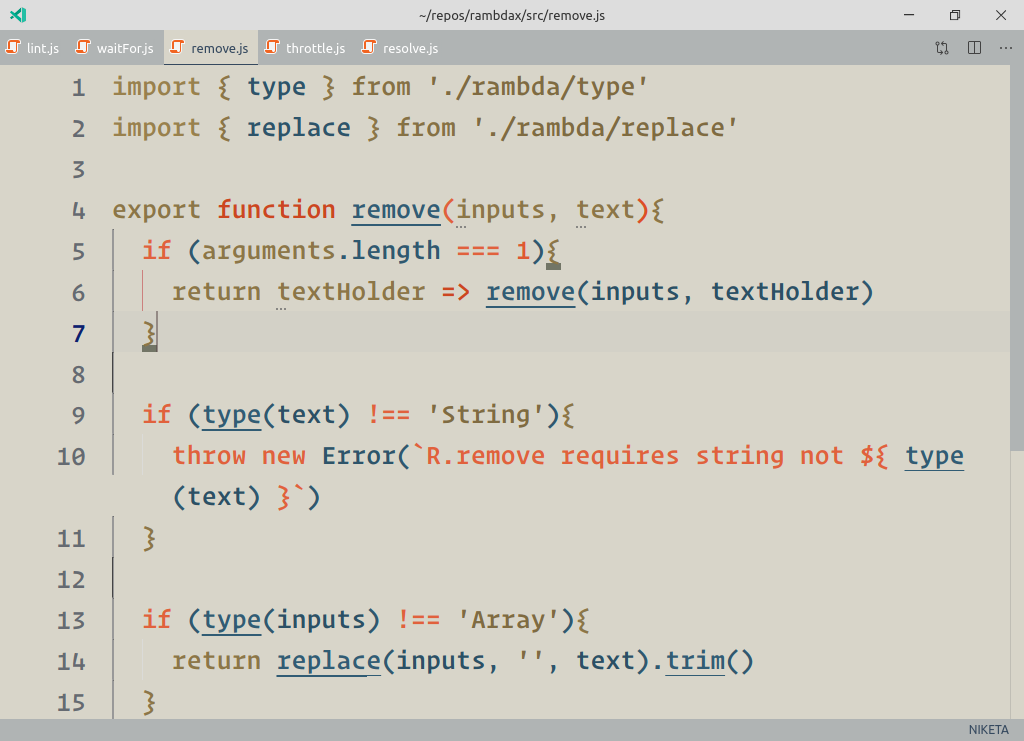 ~/repos/rambdax/src/remove.js
lint.js waitFor.js remove.js throttle.js resolve.js
1 import { type } from './rambda/type'
2 import { replace } from './rambda/replace'
3
4 export function remove(inputs, text){
5 if (arguments.length === 1){
6 return textHolder => remove(inputs, textHolder)
7 }
8
9 if (type(text) !== 'String'){
10 throw new Error(`R.remove requires string not ${ type
(text) }`)
11 }
12
13 if (type(inputs) !== 'Array'){
14 return replace(inputs, '', text).trim()
15 }
NIKETA